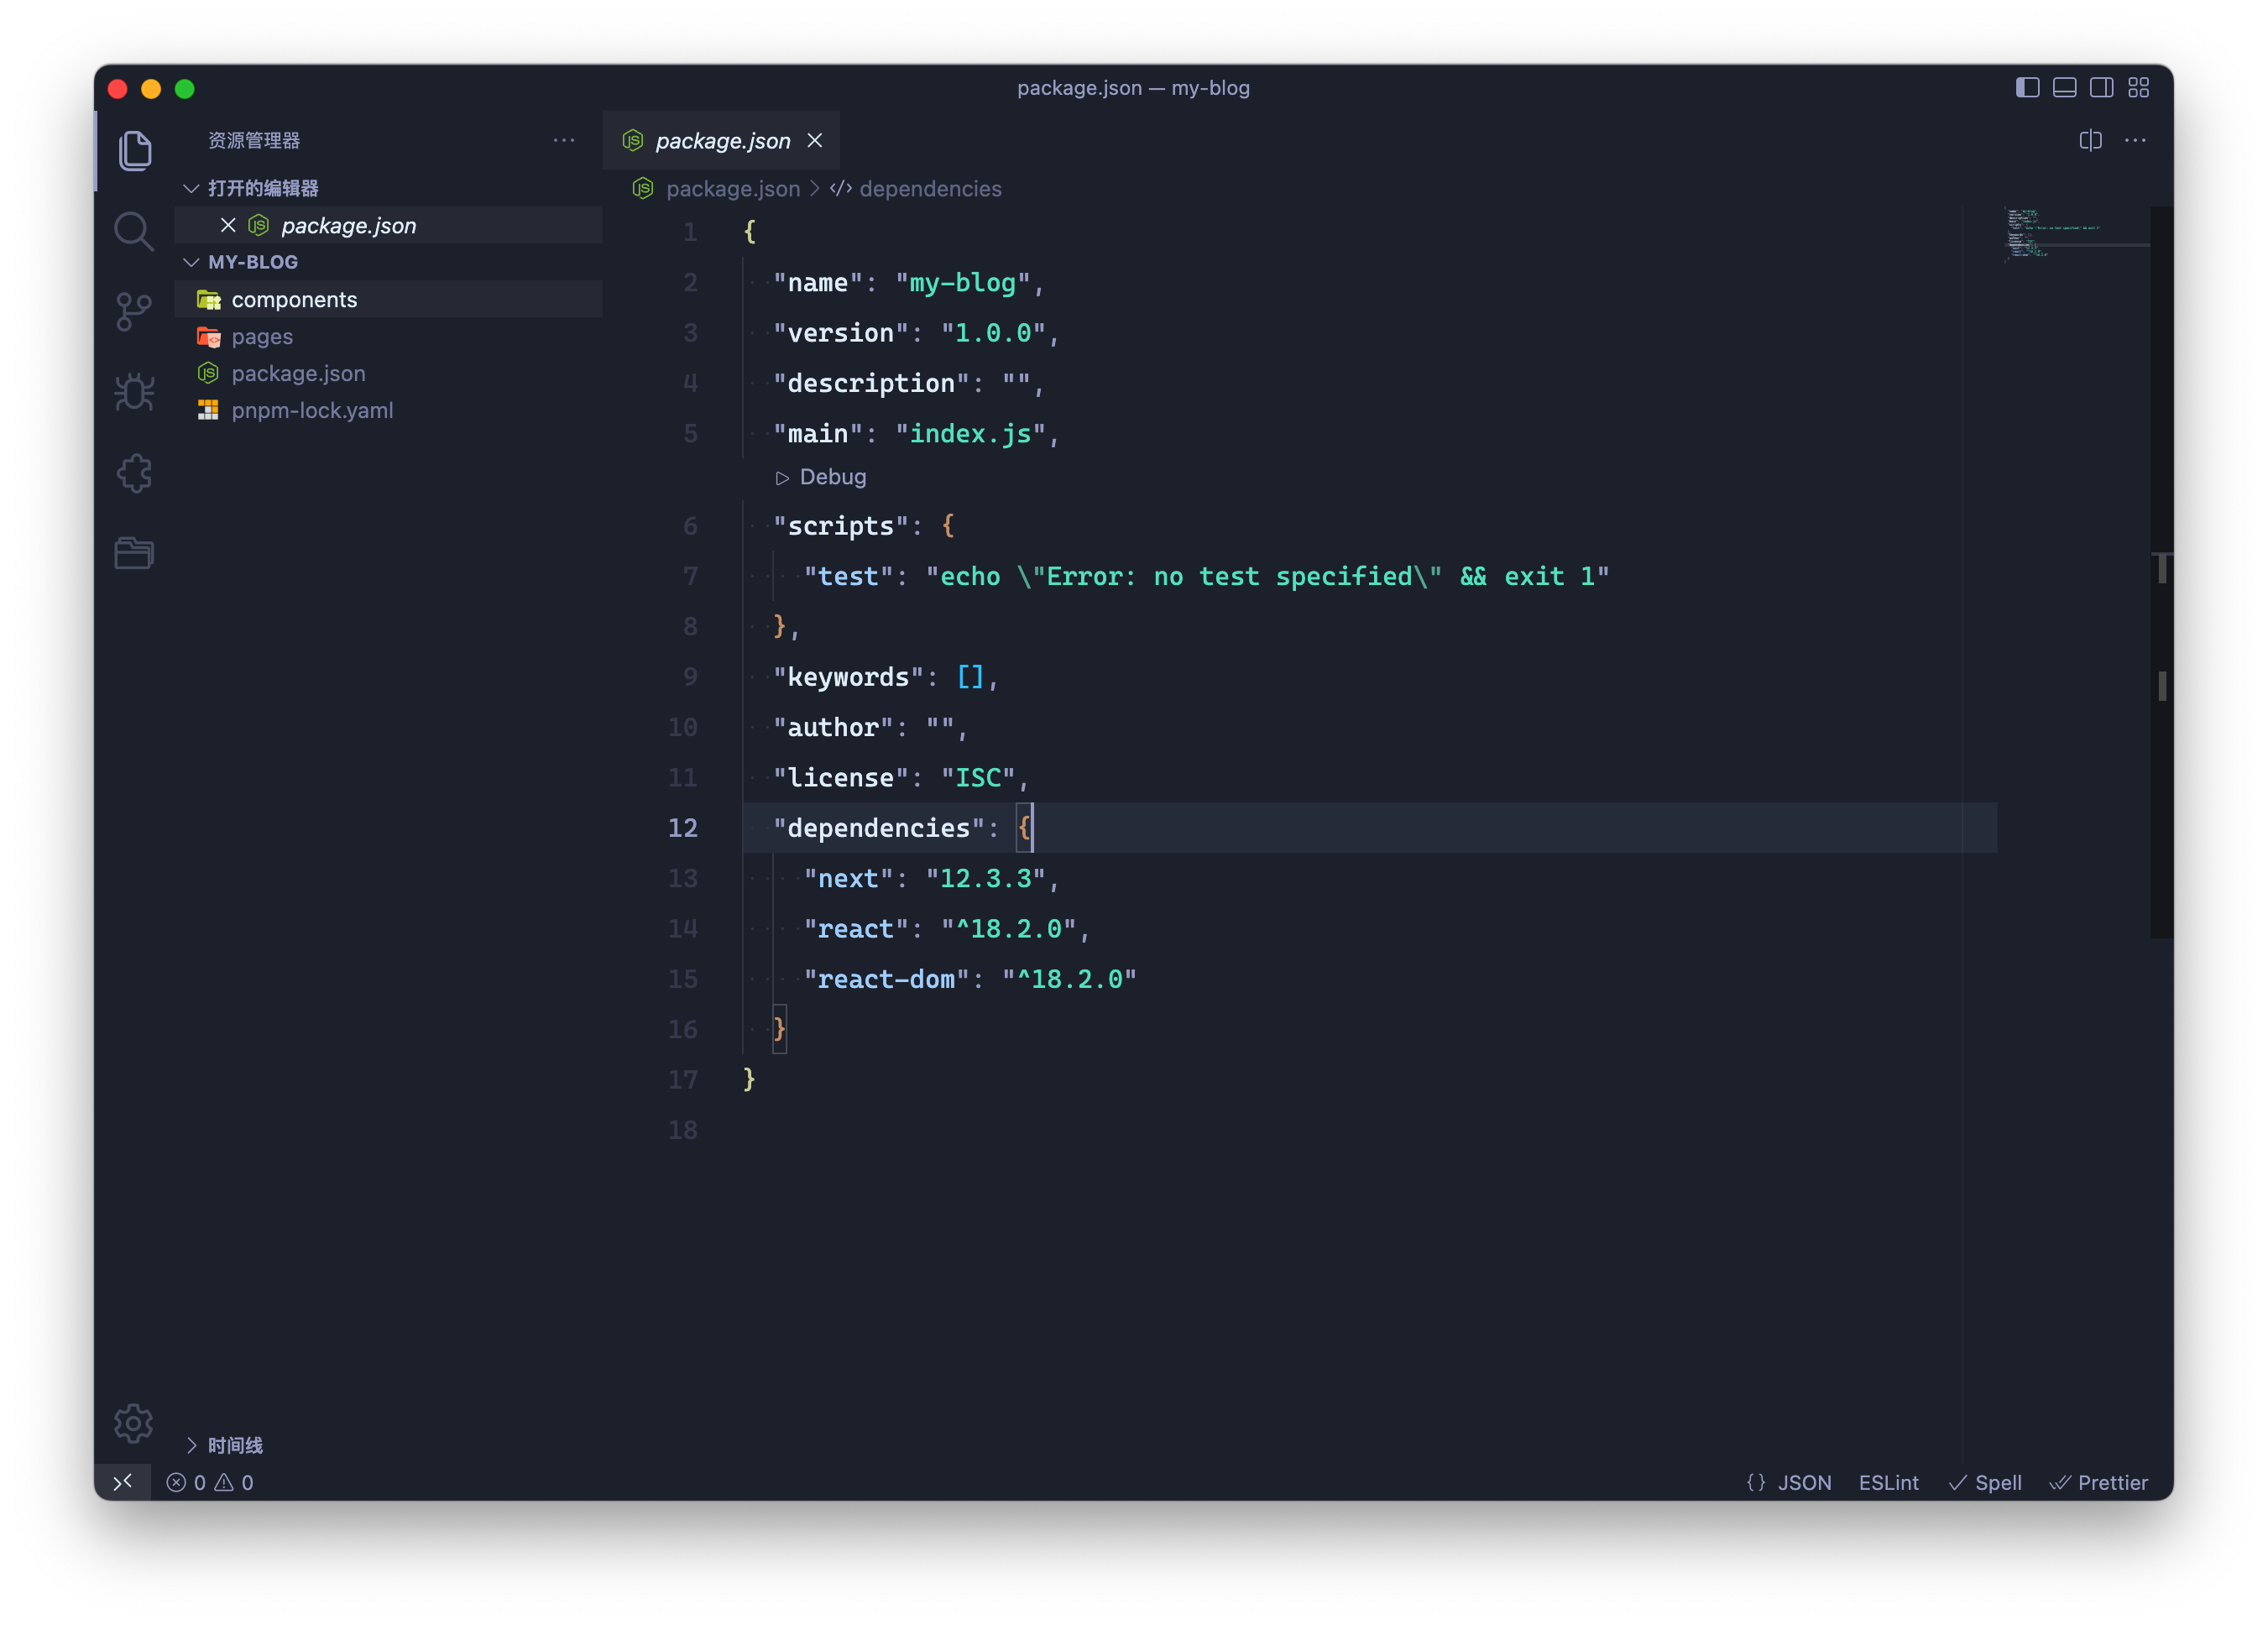 package.json — my-blog
资源管理器
打开的编辑器
package.json
MY-BLOG
components
pages
package.json
pnpm-lock.yaml
时间线
package.json
package.json > </> dependencies
1 {
2 "name": "my-blog",
3 "version": "1.0.0",
4 "description": "",
5 "main": "index.js",
Debug
6 "scripts": {
7 "test": "echo \"Error: no test specified\" && exit 1"
8 },
9 "keywords": [],
10 "author": "",
11 "license": "ISC",
12 "dependencies": {
13 "next": "12.3.3",
14 "react": "^18.2.0",
15 "react-dom": "^18.2.0"
16 }
17 }
18
0 0
{} JSON ESLint Spell Prettier